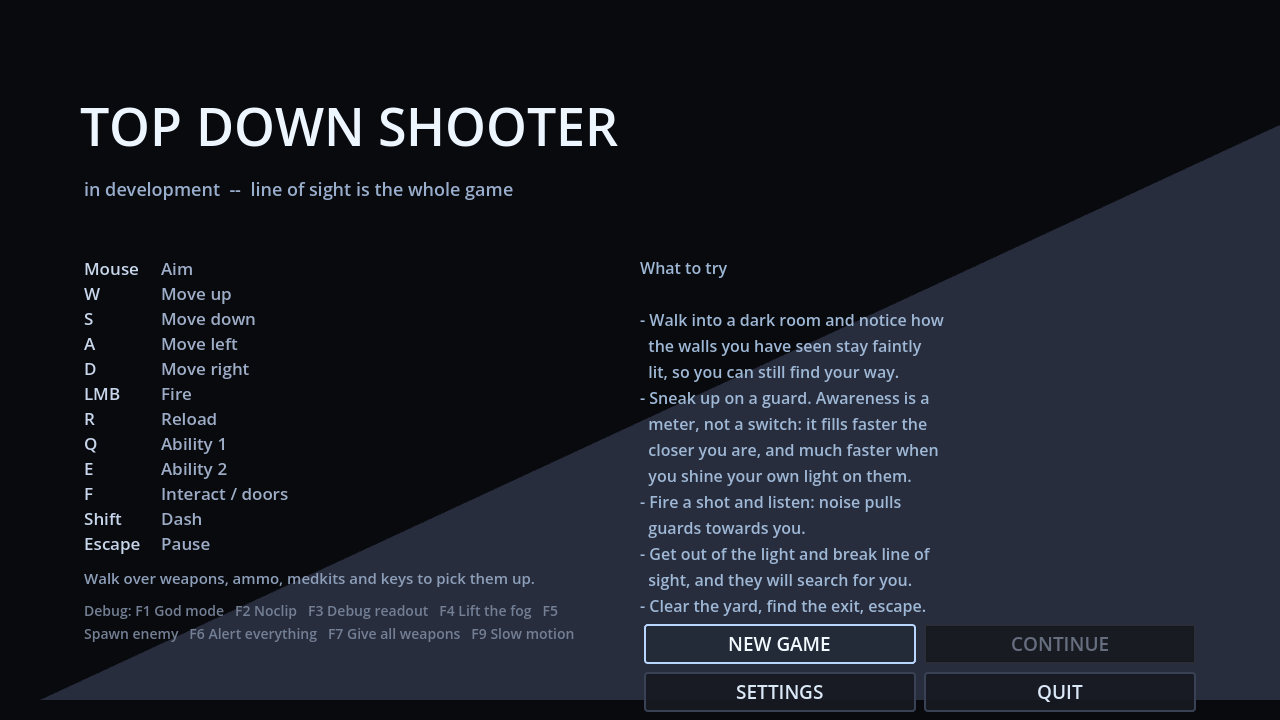 TOP DOWN SHOOTER
in development -- line of sight is the whole game
Mouse Aim
W Move up
S Move down
A Move left
D Move right
LMB Fire
R Reload
Q Ability 1
E Ability 2
F Interact / doors
Shift Dash
Escape Pause
Walk over weapons, ammo, medkits and keys to pick them up.
Debug: F1 God mode F2 Noclip F3 Debug readout F4 Lift the fog F5
Spawn enemy F6 Alert everything F7 Give all weapons F9 Slow motion
What to try
- Walk into a dark room and notice how
the walls you have seen stay faintly
lit, so you can still find your way.
- Sneak up on a guard. Awareness is a
meter, not a switch: it fills faster the
closer you are, and much faster when
you shine your own light on them.
- Fire a shot and listen: noise pulls
guards towards you.
- Get out of the light and break line of
sight, and they will search for you.
- Clear the yard, find the exit, escape.
NEW GAME CONTINUE
SETTINGS QUIT